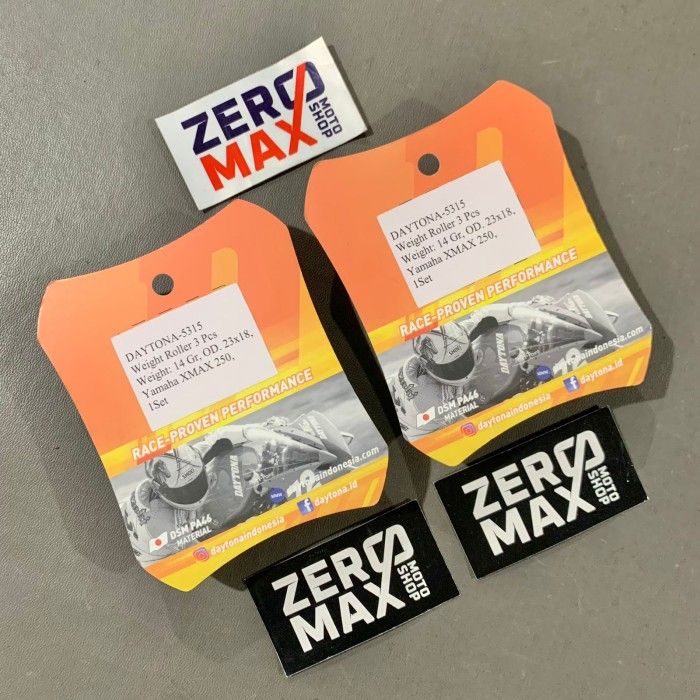 ZERO
MAX
MOTO
SHOP
DAYTONA-5315
Weight Roller 3 Pcs
Weight: 14 Gr, OD. 23x18,
Yamaha XMAX 250,
1Set
RACE-PROVEN PERFORMANCE
DAYTONA
DSM PA46
MATERIAL
indonesia.com
daytonaindonesia
daytona.id
DAYTONA-5315
Weight Roller 3 Pcs
Weight: 14 Gr, OD. 23x18,
Yamaha XMAX 250,
1Set
RACE-PROVEN PERFORMANCE
DAYTONA
DSM PA46
MATERIAL
naindonesia.com
daytonaindonesia
daytona.id
ZERO
MAX
MOTO
SHOP
ZERO
MAX
MOTO
SHOP